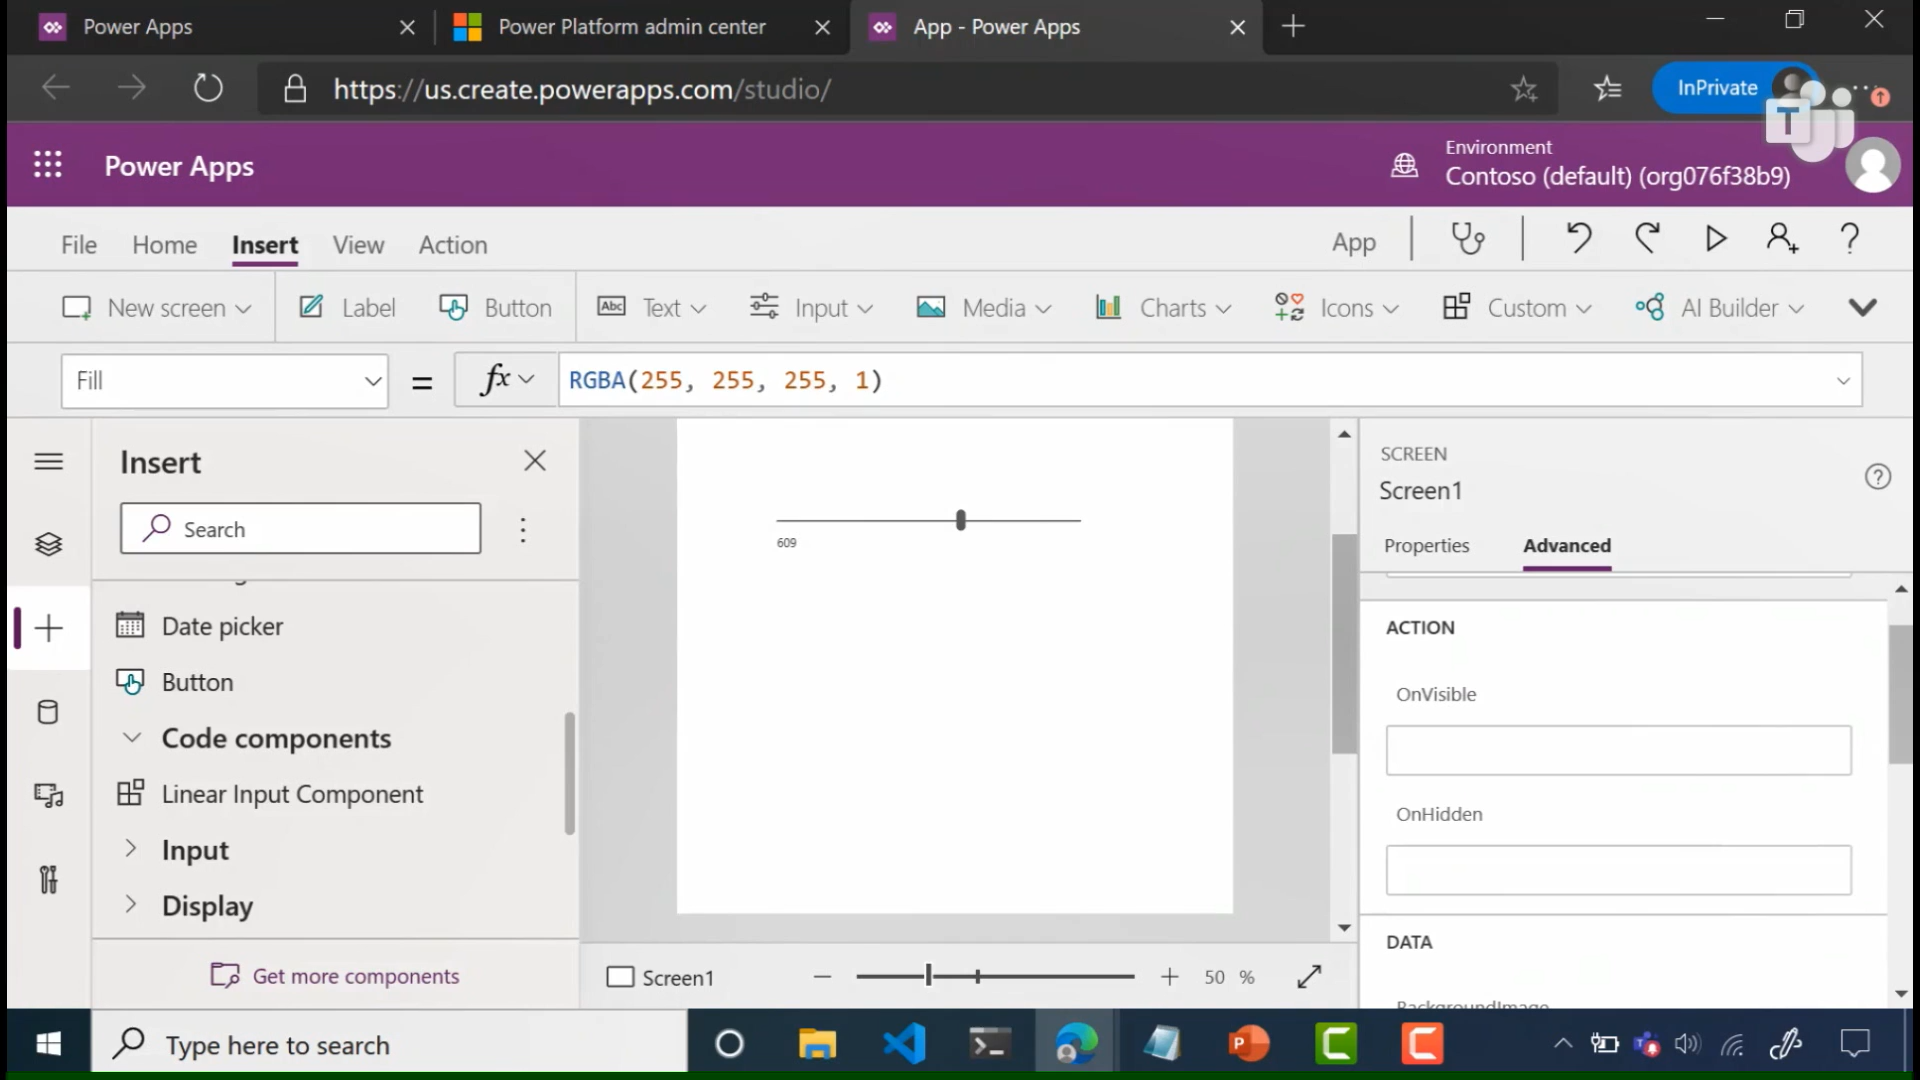 Power Apps
Power Platform admin center
App - Power Apps
https://us.create.powerapps.com/studio/
InPrivate
T
Power Apps
Environment
Contoso (default) (org076f38b9)
File Home Insert View Action
App
New screen Label Button Abc Text Input Media Charts Icons Custom AI Builder
Fill = fx RGBA(255, 255, 255, 1)
Insert
Search
Date picker
Button
Code components
Linear Input Component
Input
Display
Get more components
609
Screen1
50 %
SCREEN
Screen1
Properties Advanced
ACTION
OnVisible
OnHidden
DATA
BackgroundImage
Type here to search